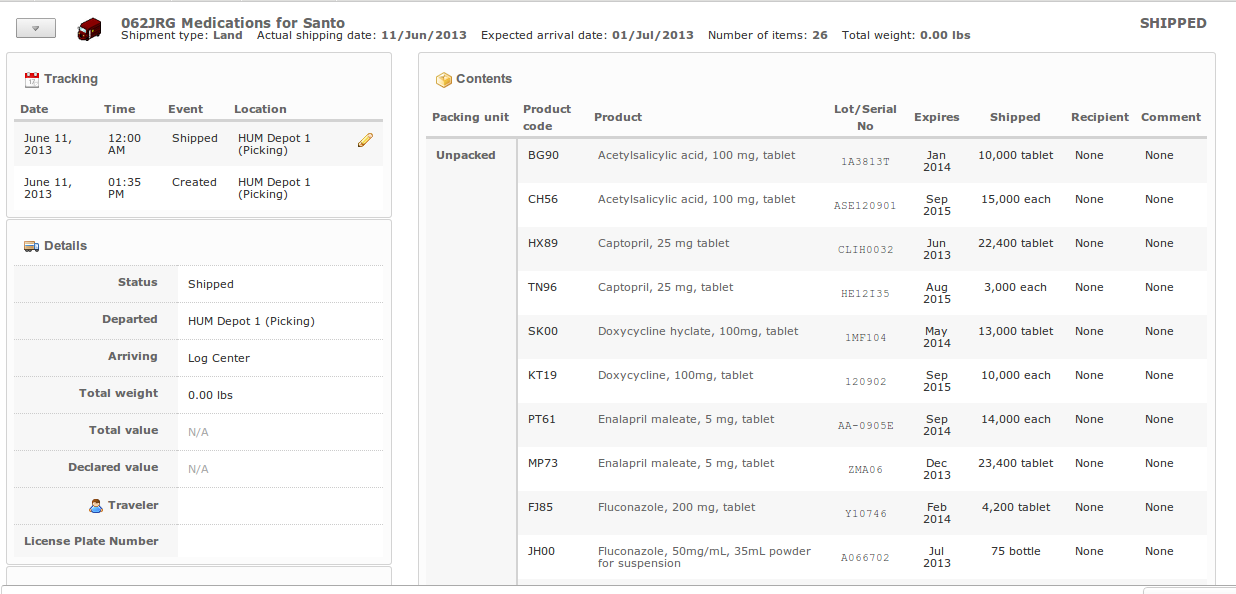 062JRG Medications for Santo
SHIPPED
Shipment type: Land Actual shipping date: 11/Jun/2013 Expected arrival date: 01/Jul/2013 Number of items: 26 Total weight: 0.00 lbs
Tracking
Date Time Event Location
June 11, 2013 12:00 AM Shipped HUM Depot 1 (Picking)
June 11, 2013 01:35 PM Created HUM Depot 1 (Picking)
Details
Status Shipped
Departed HUM Depot 1 (Picking)
Arriving Log Center
Total weight 0.00 lbs
Total value N/A
Declared value N/A
Traveler
License Plate Number
Contents
Packing unit Product code Product Lot/Serial No Expires Shipped Recipient Comment
Unpacked BG90 Acetylsalicylic acid, 100 mg, tablet 1A3813T Jan 2014 10,000 tablet None None
CH56 Acetylsalicylic acid, 100 mg, tablet ASE120901 Sep 2015 15,000 each None None
HX89 Captopril, 25 mg tablet CLIH0032 Jun 2013 22,400 tablet None None
TN96 Captopril, 25 mg, tablet HE12I35 Aug 2015 3,000 each None None
SK00 Doxycycline hyclate, 100mg, tablet 1MF104 May 2014 13,000 tablet None None
KT19 Doxycycline, 100mg, tablet 120902 Sep 2015 10,000 each None None
PT61 Enalapril maleate, 5 mg, tablet AA-0905E Sep 2014 14,000 each None None
MP73 Enalapril maleate, 5 mg, tablet ZMA06 Dec 2013 23,400 tablet None None
FJ85 Fluconazole, 200 mg, tablet Y10746 Feb 2014 4,200 tablet None None
JH00 Fluconazole, 50mg/mL, 35mL powder for suspension A066702 Jul 2013 75 bottle None None